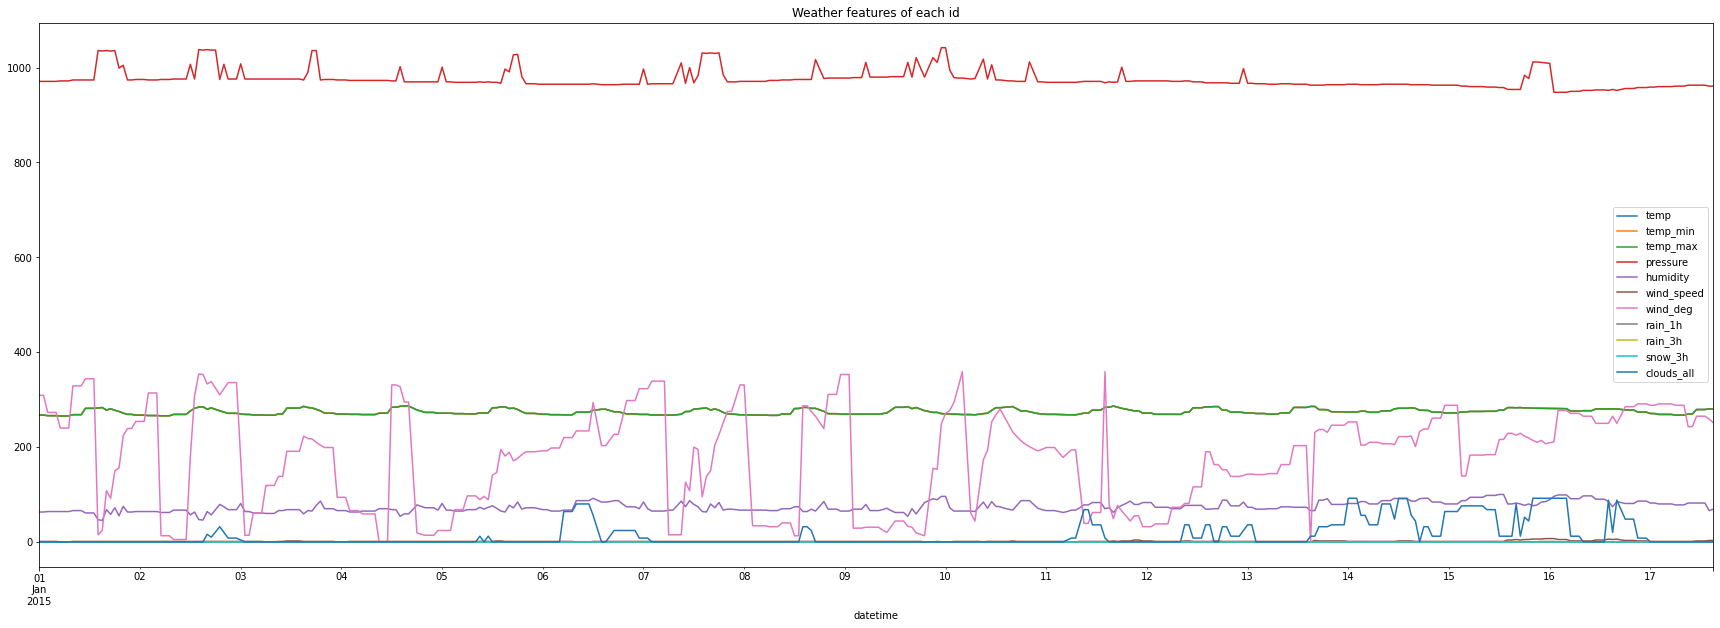 Weather features of each id
1000
800
600
400
200
0
temp
temp_min
temp_max
pressure
humidity
wind_speed
wind_deg
rain_1h
rain_3h
snow_3h
clouds_all
01 02 03 04 05 06 07 08 09 10 11 12 13 14 15 16 17
Jan
2015
datetime